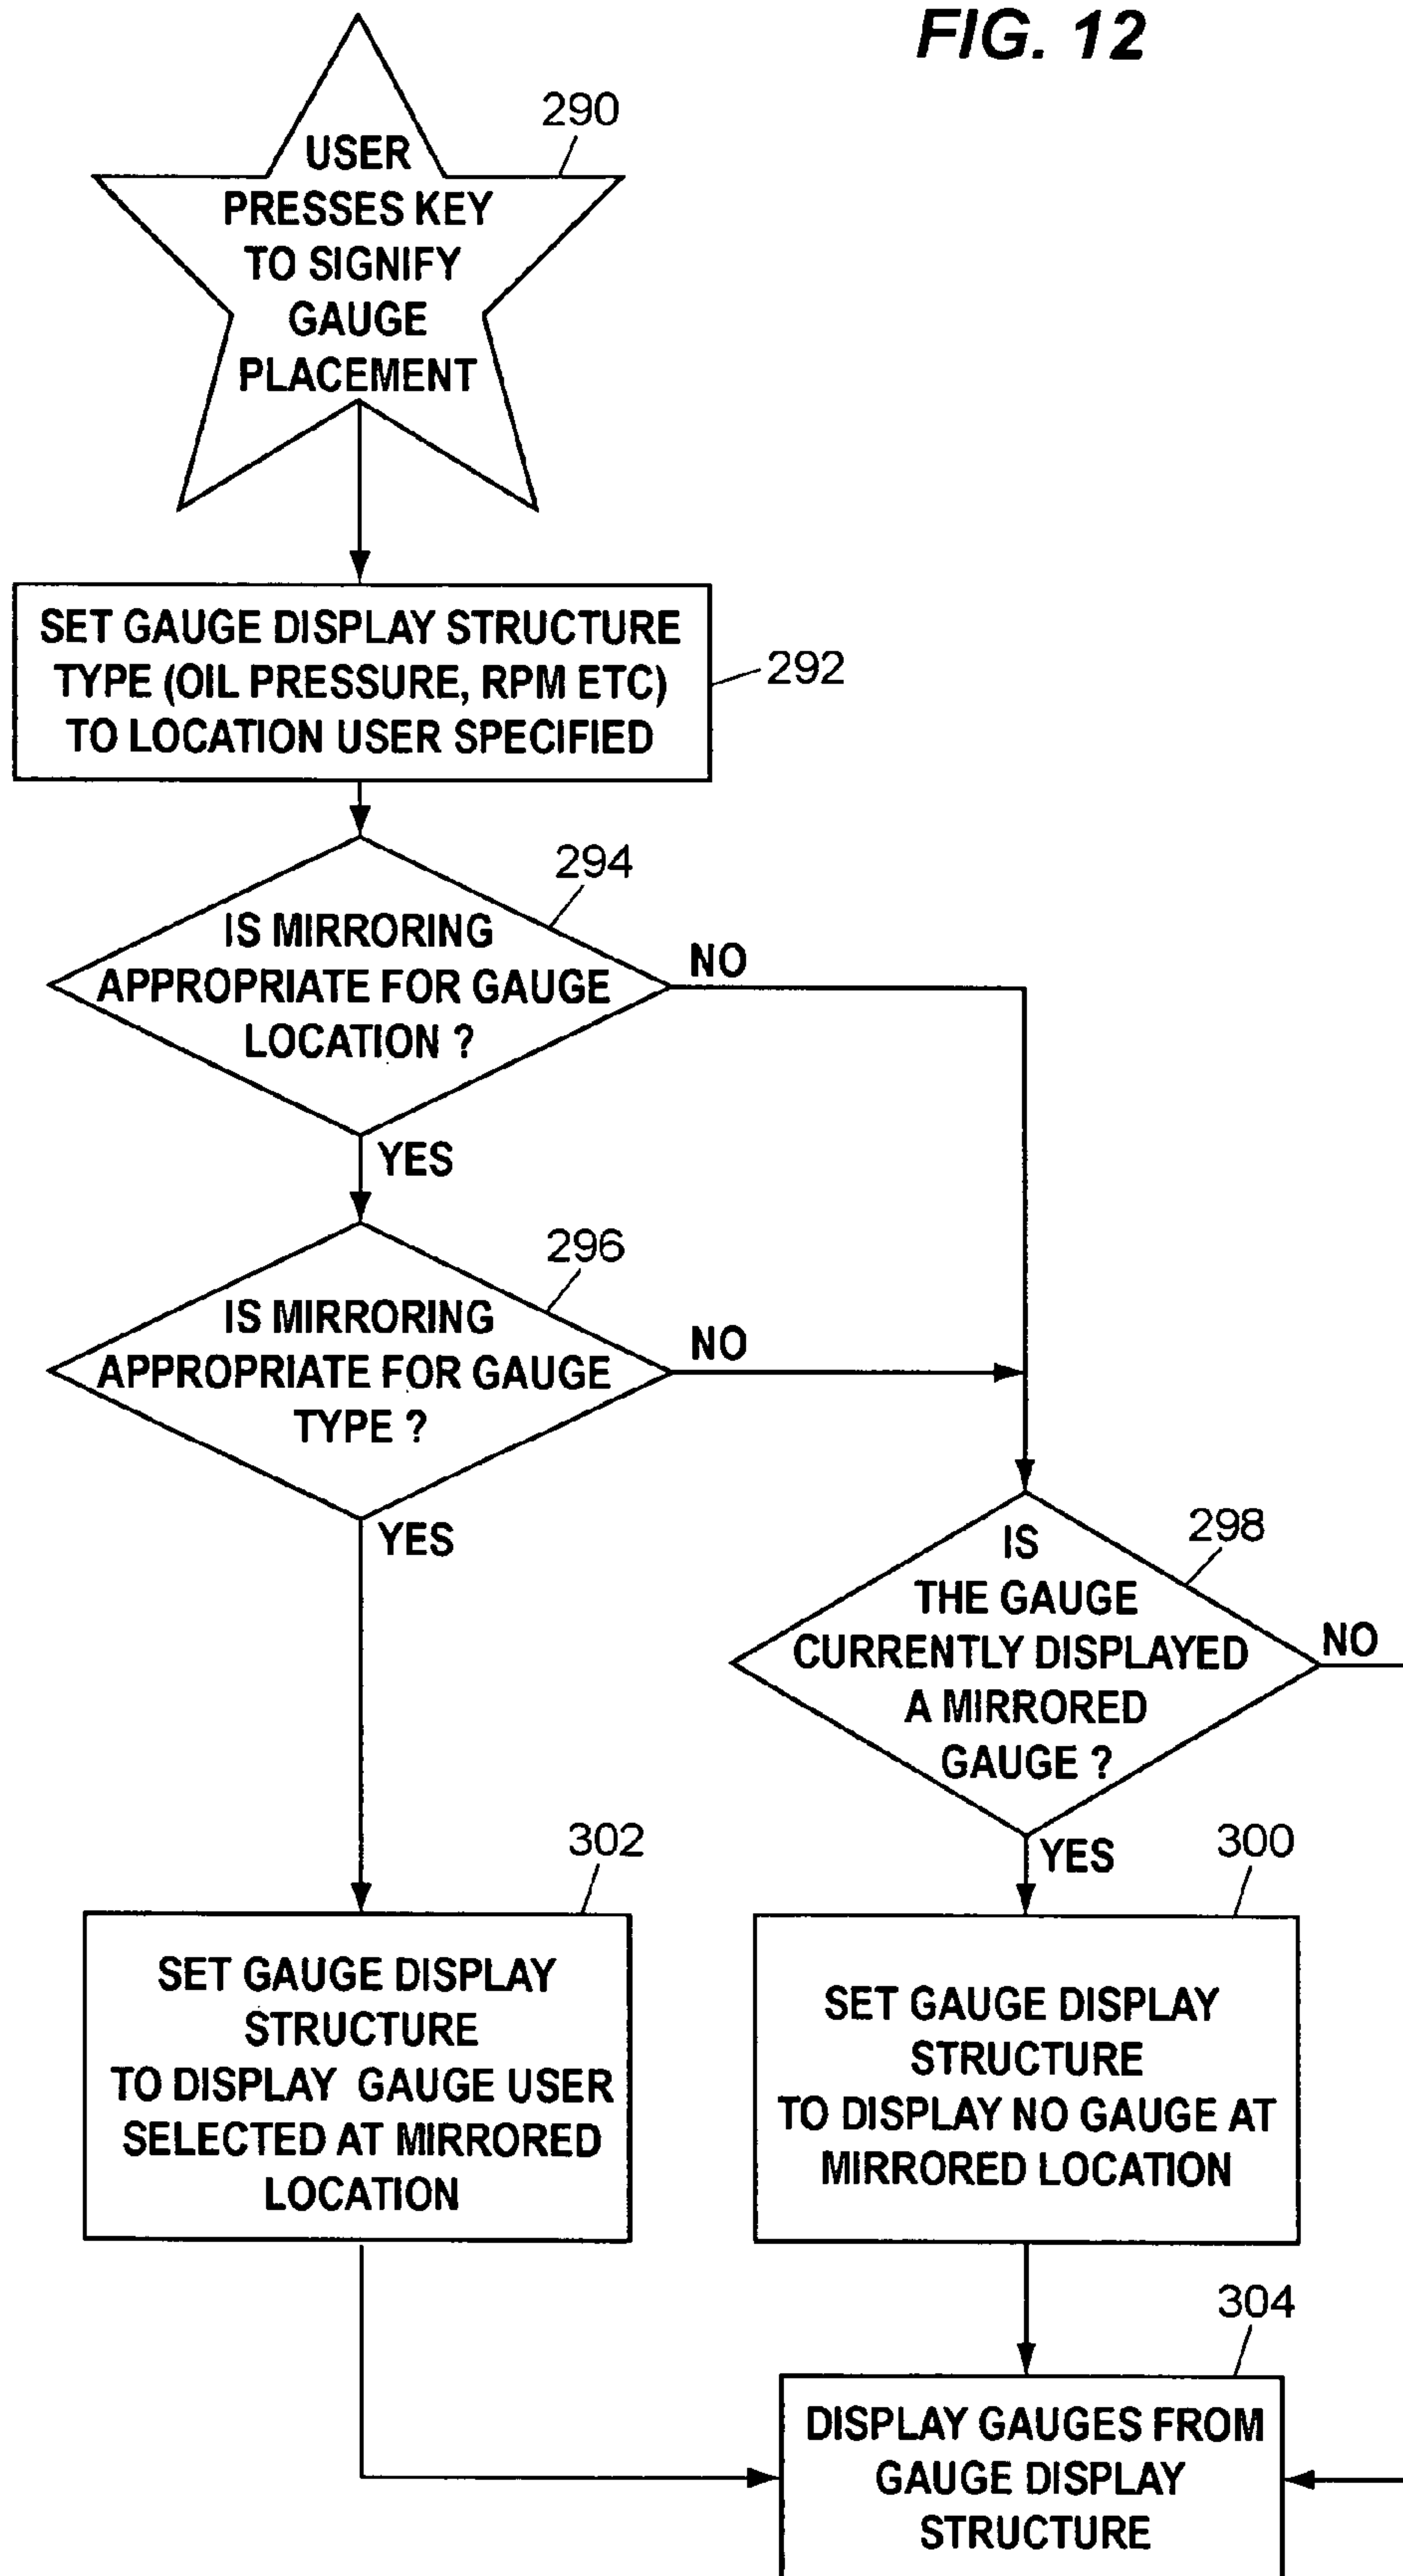 FIG. 12
290
USER
PRESSES KEY
TO SIGNIFY
GAUGE
PLACEMENT
SET GAUGE DISPLAY STRUCTURE
TYPE (OIL PRESSURE, RPM ETC)
TO LOCATION USER SPECIFIED
292
294
IS MIRRORING
APPROPRIATE FOR GAUGE
LOCATION ?
NO
YES
296
IS MIRRORING
APPROPRIATE FOR GAUGE
TYPE ?
NO
YES
298
IS
THE GAUGE
CURRENTLY DISPLAYED
A MIRRORED
GAUGE ?
NO
YES
302
SET GAUGE DISPLAY
STRUCTURE
TO DISPLAY GAUGE USER
SELECTED AT MIRRORED
LOCATION
300
SET GAUGE DISPLAY
STRUCTURE
TO DISPLAY NO GAUGE AT
MIRRORED LOCATION
304
DISPLAY GAUGES FROM
GAUGE DISPLAY
STRUCTURE